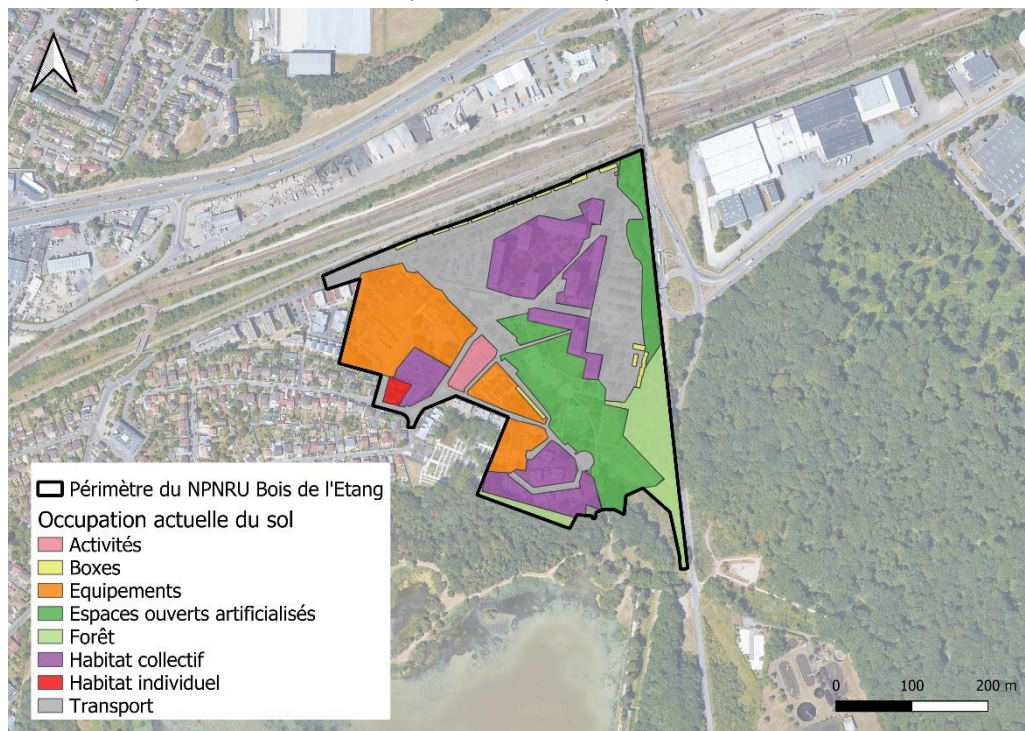 Périmètre du NPNRU Bois de l'Etang
Occupation actuelle du sol
Activités
Boxes
Equipements
Espaces ouverts artificialisés
Forêt
Habitat collectif
Habitat individuel
Transport
0 100 200 m